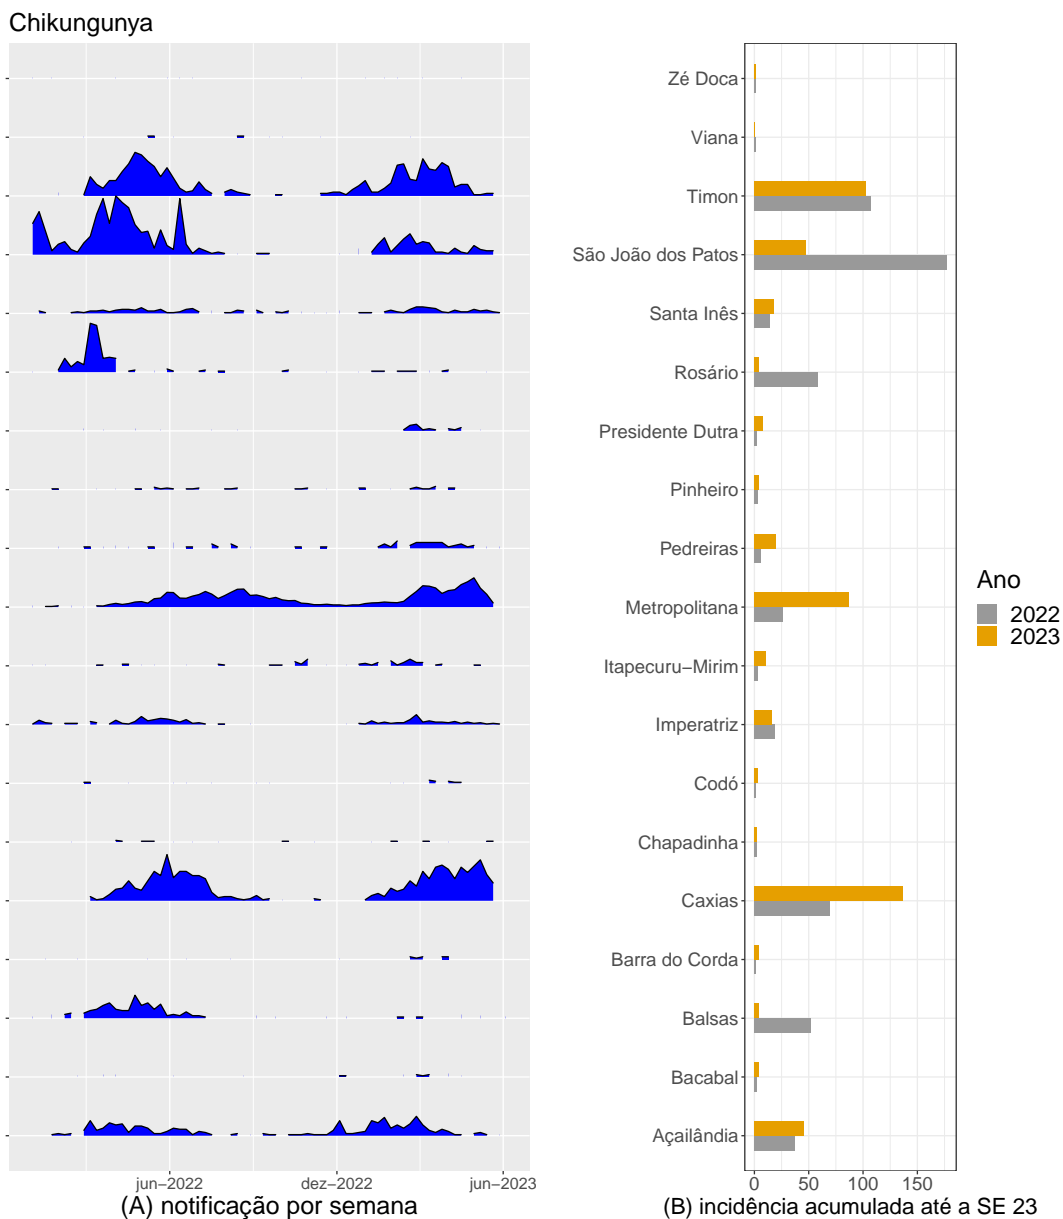 Chikungunya
Zé Doca
Viana
Timon
São João dos Patos
Santa Inês
Rosário
Presidente Dutra
Pinheiro
Pedreiras
Metropolitana
Itapecuru−Mirim
Imperatriz
Codó
Chapadinha
Caxias
Barra do Corda
Balsas
Bacabal
Açailândia
Ano
2022
2023
jun−2022 dez−2022 jun−2023
(A) notificação por semana
0 50 100 150
(B) incidência acumulada até a SE 23